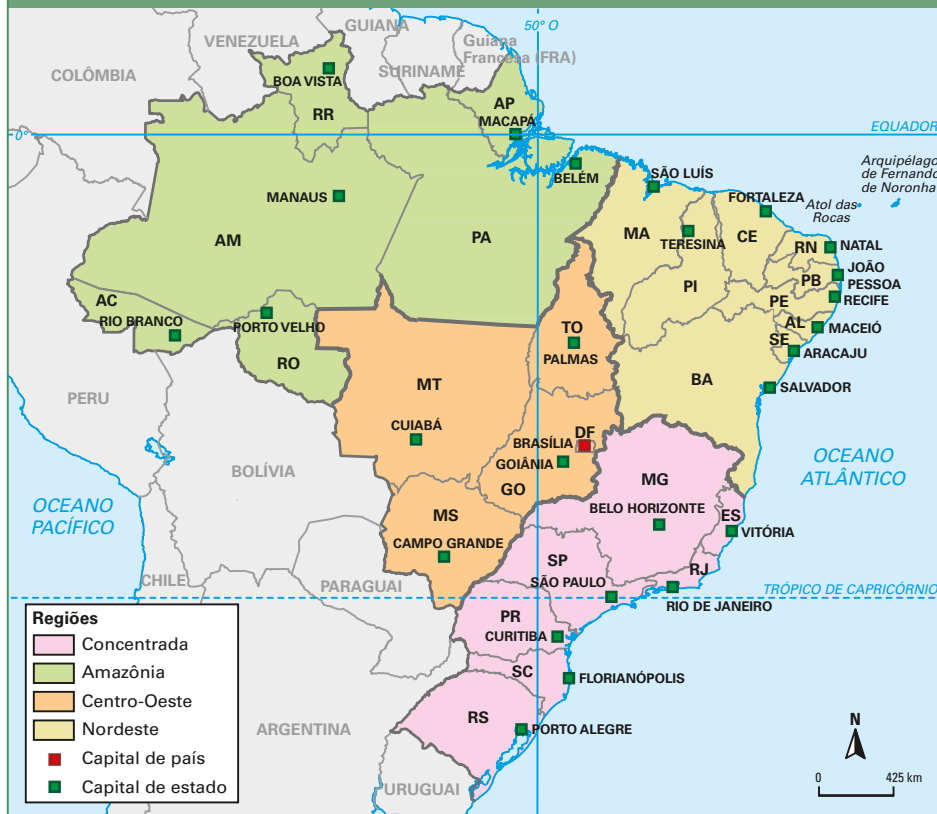 50° O
GUIANA
VENEZUELA
Guiana
Francesa (FRA)
SURINAME
COLÔMBIA
BOA VISTA
RR
AP
MACAPÁ
0°
EQUADOR
Arquipélago
de Fernando
de Noronha
Atol das
Rocas
BELÉM
SÃO LUÍS
FORTALEZA
MANAUS
AM
PA
MA
TERESINA
CE
RN
NATAL
JOÃO
PESSOA
PB
PI
PE
RECIFE
AC
RIO BRANCO
PORTO VELHO
RO
TO
PALMAS
AL
MACEIÓ
SE
ARACAJU
PERU
MT
CUIABÁ
BA
SALVADOR
BOLÍVIA
BRASÍLIA
DF
GOIÂNIA
GO
MG
BELO HORIZONTE
OCEANO
ATLÂNTICO
OCEANO
PACÍFICO
MS
CAMPO GRANDE
ES
VITÓRIA
CHILE
PARAGUAI
SP
SÃO PAULO
RJ
RIO DE JANEIRO
TRÓPICO DE CAPRICÓRNIO
PR
CURITIBA
SC
FLORIANÓPOLIS
RS
PORTO ALEGRE
ARGENTINA
URUGUAI
Regiões
Concentrada
Amazônia
Centro-Oeste
Nordeste
Capital de país
Capital de estado
N
0 425 km